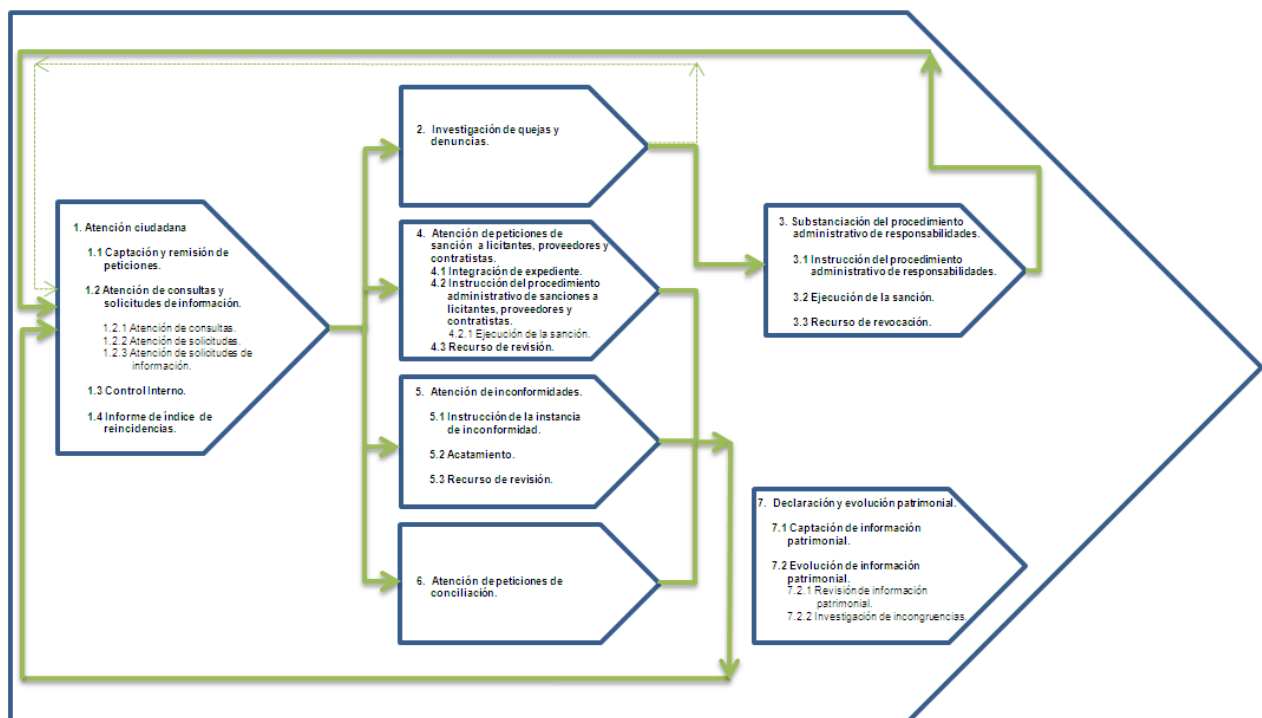 1. Atención ciudadana
1.1 Captación y remisión de
peticiones.
1.2 Atención de consultas y
solicitudes de información.
1.2.1 Atención de consultas.
1.2.2 Atención de solicitudes.
1.2.3 Atención de solicitudes de
información.
1.3 Control Interno.
1.4 Informe de índice de
reincidencias.
2. Investigación de quejas y
denuncias.
4. Atención de peticiones de
sanción a licitantes, proveedores y
contratistas.
4.1 Integración de expediente.
4.2 Instrucción del procedimiento
administrativo de sanciones a
licitantes, proveedores y
contratistas.
4.2.1 Ejecución de la sanción.
4.3 Recurso de revisión.
5. Atención de inconformidades.
5.1 Instrucción de la instancia
de inconformidad.
5.2 Acatamiento.
5.3 Recurso de revisión.
6. Atención de peticiones de
conciliación.
3. Substanciación del procedimiento
administrativo de responsabilidades.
3.1 Instrucción del procedimiento
administrativo de responsabilidades.
3.2 Ejecución de la sanción.
3.3 Recurso de revocación.
7. Declaración y evolución patrimonial.
7.1 Captación de información
patrimonial.
7.2 Evolución de información
patrimonial.
7.2.1 Revisión de información
patrimonial.
7.2.2 Investigación de incongruencias.